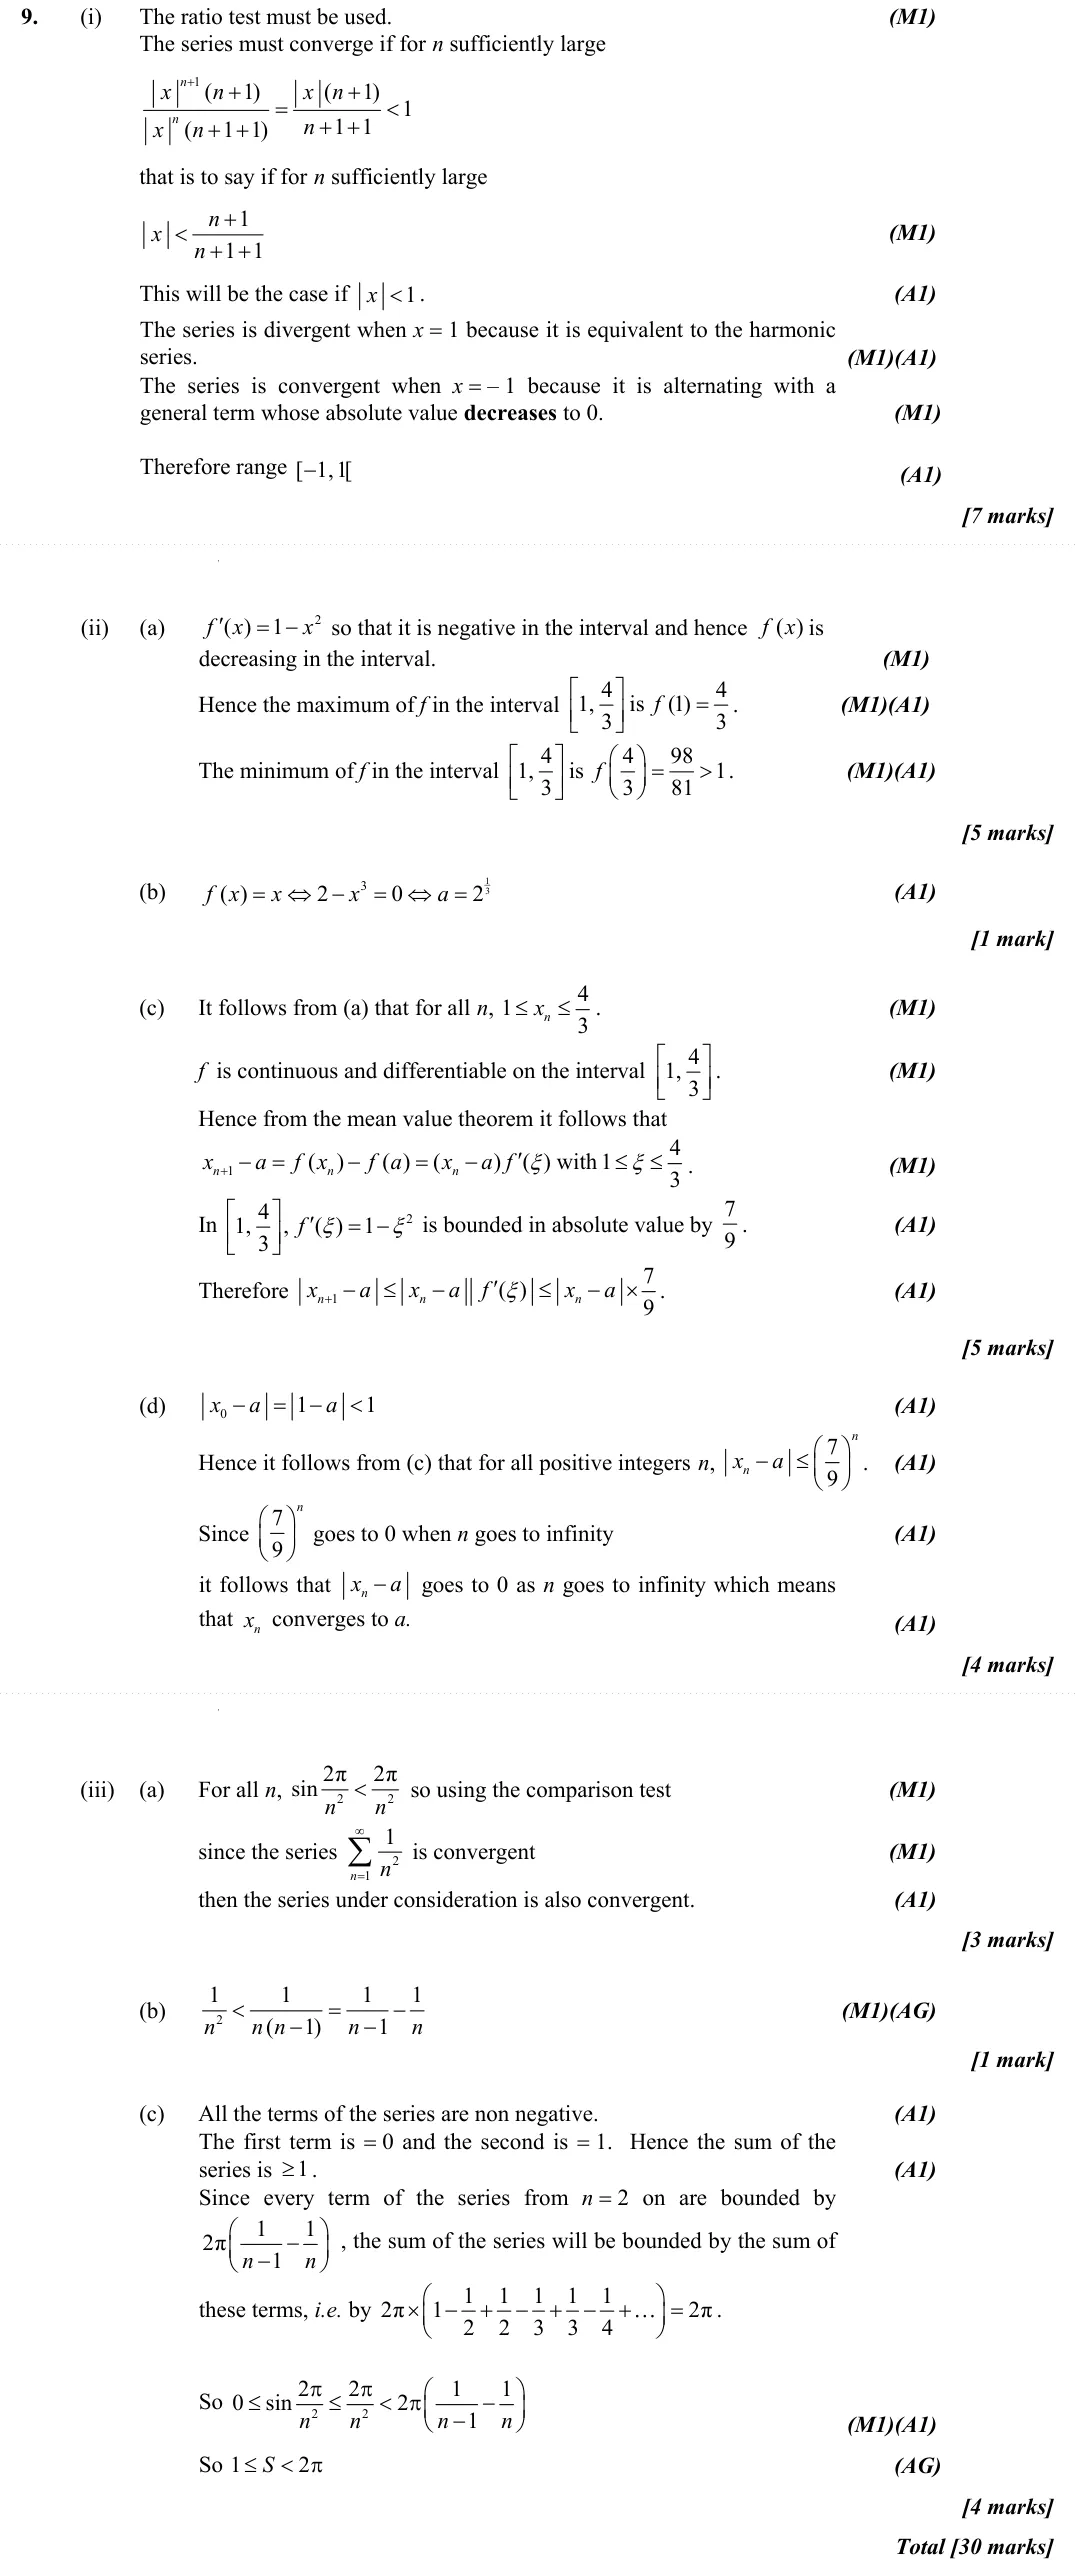 9. (i) The ratio test must be used. (M1)
The series must converge if for n sufficiently large
|x|^{n+1}(n+1) / |x|^n(n+1+1) = |x|(n+1) / n+1+1 < 1
that is to say if for n sufficiently large
|x| < n+1 / n+1+1 (M1)
This will be the case if |x| < 1. (A1)
The series is divergent when x = 1 because it is equivalent to the harmonic
series. (M1)(A1)
The series is convergent when x = – 1 because it is alternating with a
general term whose absolute value decreases to 0. (M1)
Therefore range [−1, 1[ (A1)
[7 marks]
(ii) (a) f′(x) = 1 − x² so that it is negative in the interval and hence f(x) is
decreasing in the interval. (M1)
Hence the maximum of f in the interval [1, 4/3] is f(1) = 4/3. (M1)(A1)
The minimum of f in the interval [1, 4/3] is f(4/3) = 98/81 > 1. (M1)(A1)
[5 marks]
(b) f(x) = x ⇔ 2 − x³ = 0 ⇔ a = 2^{1/3} (A1)
[1 mark]
(c) It follows from (a) that for all n, 1 ≤ x_n ≤ 4/3. (M1)
f is continuous and differentiable on the interval [1, 4/3]. (M1)
Hence from the mean value theorem it follows that
x_{n+1} − a = f(x_n) − f(a) = (x_n − a)f′(ξ) with 1 ≤ ξ ≤ 4/3. (M1)
In [1, 4/3], f′(ξ) = 1 − ξ² is bounded in absolute value by 7/9. (A1)
Therefore |x_{n+1} − a| ≤ |x_n − a||f′(ξ)| ≤ |x_n − a| × 7/9. (A1)
[5 marks]
(d) |x_0 − a| = |1 − a| < 1 (A1)
Hence it follows from (c) that for all positive integers n, |x_n − a| ≤ (7/9)^n. (A1)
Since (7/9)^n goes to 0 when n goes to infinity (A1)
it follows that |x_n − a| goes to 0 as n goes to infinity which means
that x_n converges to a. (A1)
[4 marks]
(iii) (a) For all n, sin 2π/n² < 2π/n² so using the comparison test (M1)
since the series ∑_{n=1}^{∞} 1/n² is convergent (M1)
then the series under consideration is also convergent. (A1)
[3 marks]
(b) 1/n² < 1/n(n−1) = 1/n−1 − 1/n (M1)(AG)
[1 mark]
(c) All the terms of the series are non negative. (A1)
The first term is = 0 and the second is = 1. Hence the sum of the
series is ≥ 1. (A1)
Since every term of the series from n = 2 on are bounded by
2π(1/n−1 − 1/n), the sum of the series will be bounded by the sum of
these terms, i.e. by 2π × (1 − 1/2 + 1/2 − 1/3 + 1/3 − 1/4 + …) = 2π.
So 0 ≤ sin 2π/n² ≤ 2π/n² < 2π(1/n−1 − 1/n) (M1)(A1)
So 1 ≤ S < 2π (AG)
[4 marks]
Total [30 marks]